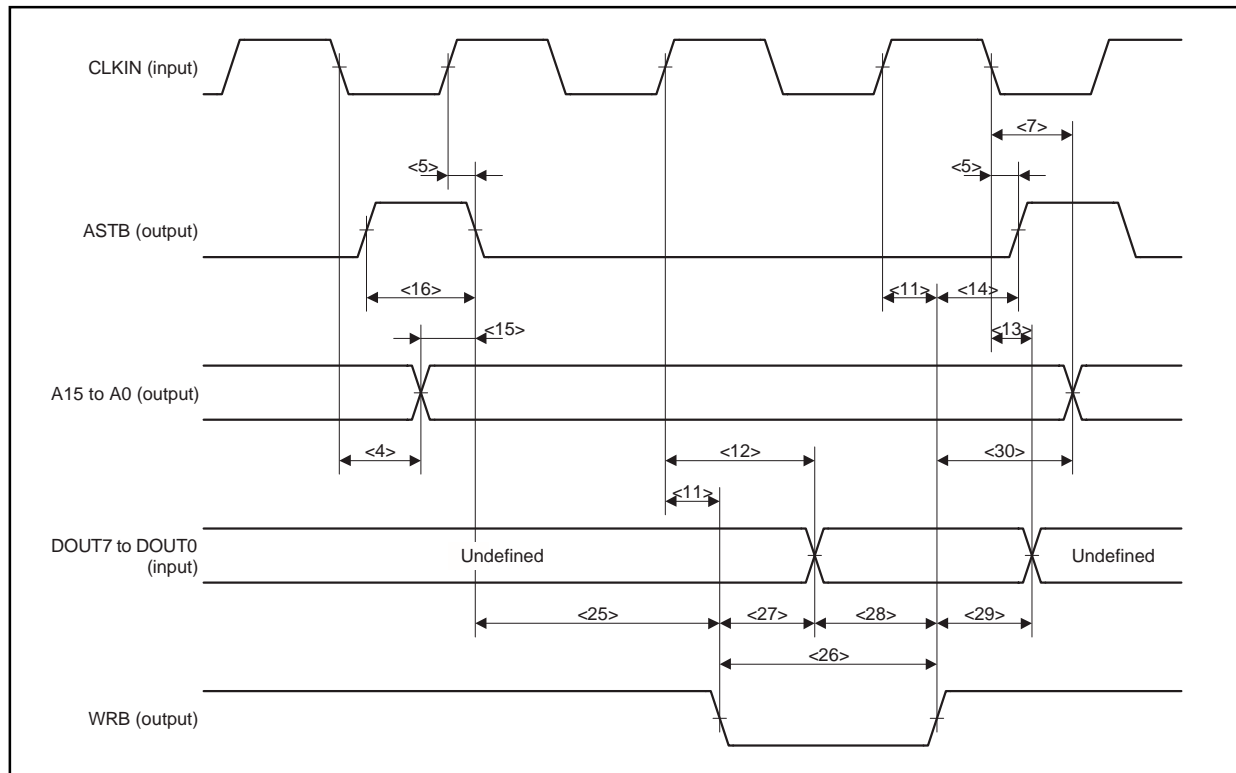 CLKIN (input)
<7>
<5>
<5>
ASTB (output)
<16>
<11>
<14>
<15>
<13>
A15 to A0 (output)
<4>
<12>
<30>
<11>
DOUT7 to DOUT0
(input)
Undefined
Undefined
<25>
<27>
<28>
<29>
<26>
WRB (output)